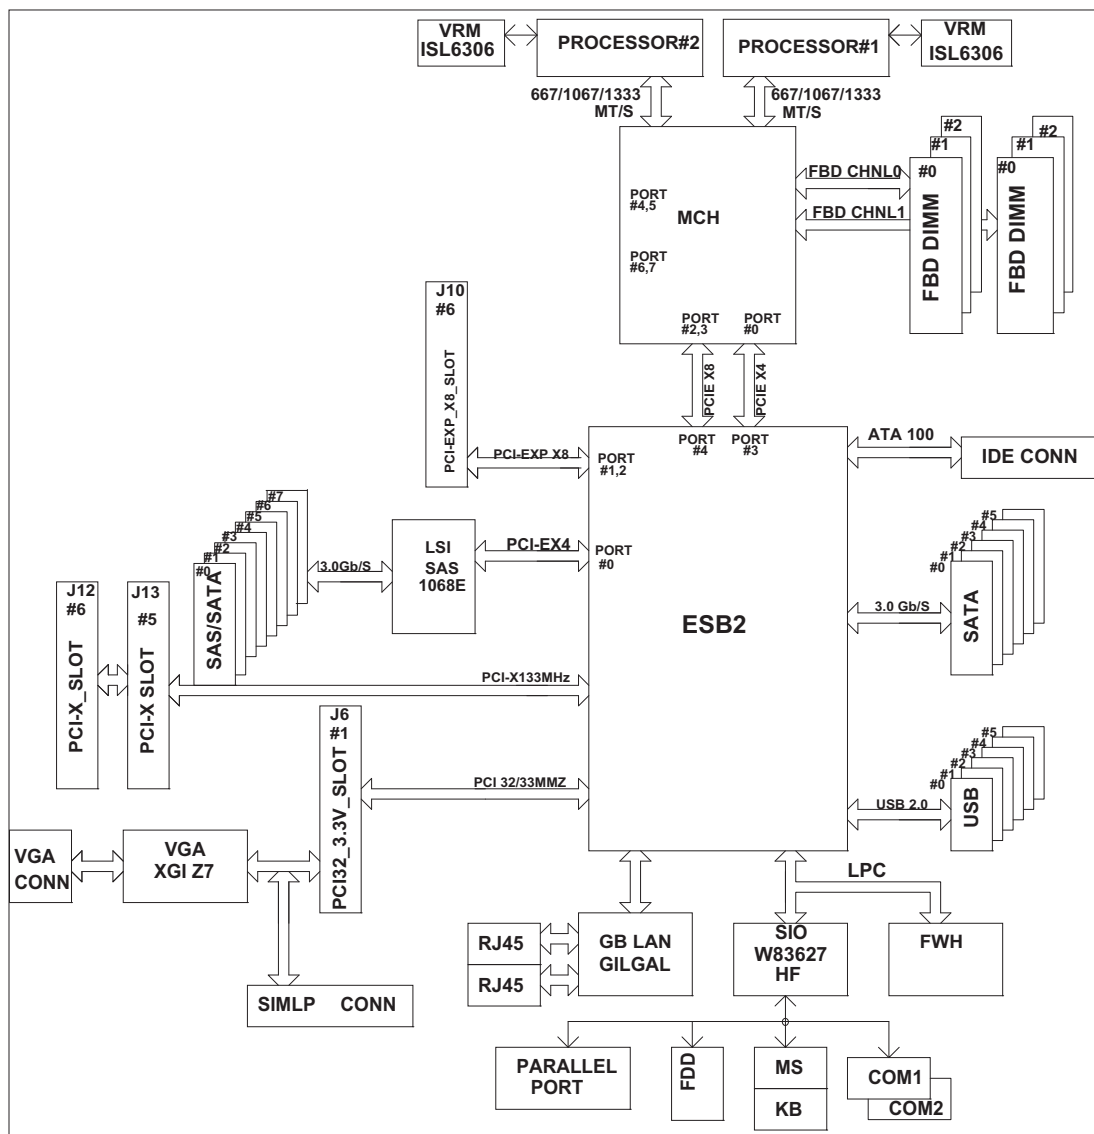 VRM
ISL6306
PROCESSOR#2
PROCESSOR#1
VRM
ISL6306
667/1067/1333
MT/S
667/1067/1333
MT/S
MCH
PORT
#4,5
PORT
#6,7
PORT
#2,3
PORT
#0
FBD CHNL0
FBD CHNL1
#2
#1
#0
FBD DIMM
#2
#1
#0
FBD DIMM
J10
#6
PCI-EXP_X8_SLOT
PCIE X8
PCIE X4
PORT
#4
PORT
#3
ATA 100
IDE CONN
PCI-EXP X8
PORT
#1,2
#7
#6
#5
#4
#3
#2
#1
#0
SAS/SATA
3.0Gb/S
LSI
SAS
1068E
PCI-EX4
PORT
#0
ESB2
3.0 Gb/S
#5
#4
#3
#2
#1
#0
SATA
J12
#6
PCI-X_SLOT
J13
#5
PCI-X SLOT
PCI-X133MHz
J6
#1
PCI32_3.3V_SLOT
PCI 32/33MMZ
USB 2.0
#5
#4
#3
#2
#1
#0
USB
VGA
CONN
VGA
XGI Z7
SIMLP CONN
RJ45
RJ45
GB LAN
GILGAL
LPC
SIO
W83627
HF
FWH
PARALLEL
PORT
FDD
MS
KB
COM1
COM2